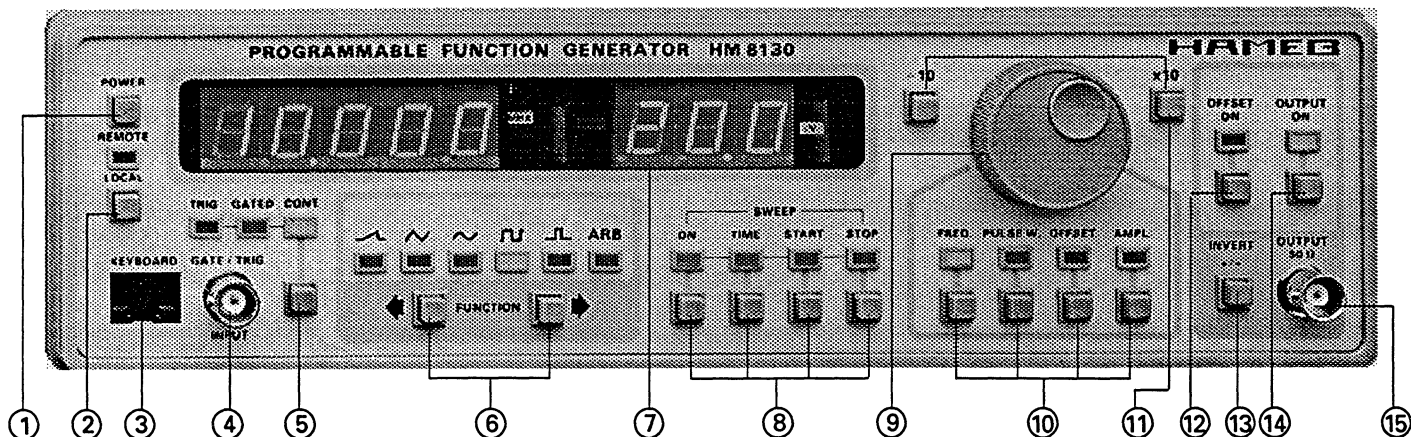 PROGRAMMABLE FUNCTION GENERATOR HM 8130
HAMEG
POWER
-10
x10
OFFSET ON
OUTPUT ON
10000
-200
REMOTE
LOCAL
TRIG GATED CONT.
ARB
SWEEP
ON TIME START STOP
FREQ. PULSE W. OFFSET AMPL.
INVERT
OUTPUT 50 Ω
KEYBOARD
GATE / TRIG
INPUT
FUNCTION
1 2 3 4 5 6 7 8 9 10 11 12 13 14 15